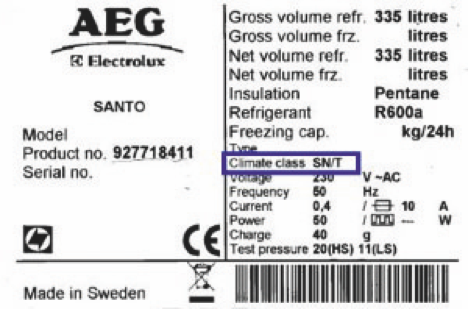 AEG
Electrolux
SANTO
Model
Product no. 927718411
Serial no.
Made in Sweden
Gross volume refr. 335 litres
Gross volume frz. litres
Net volume refr. 335 litres
Net volume frz. litres
Insulation Pentane
Refrigerant R600a
Freezing cap. kg/24h
Type
Climate class SN/T
Voltage 230 V ~AC
Frequency 50 Hz
Current 0,4 / 10 A
Power 50 / --- W
Charge 40 g
Test pressure 20(HS) 11(LS)
CE